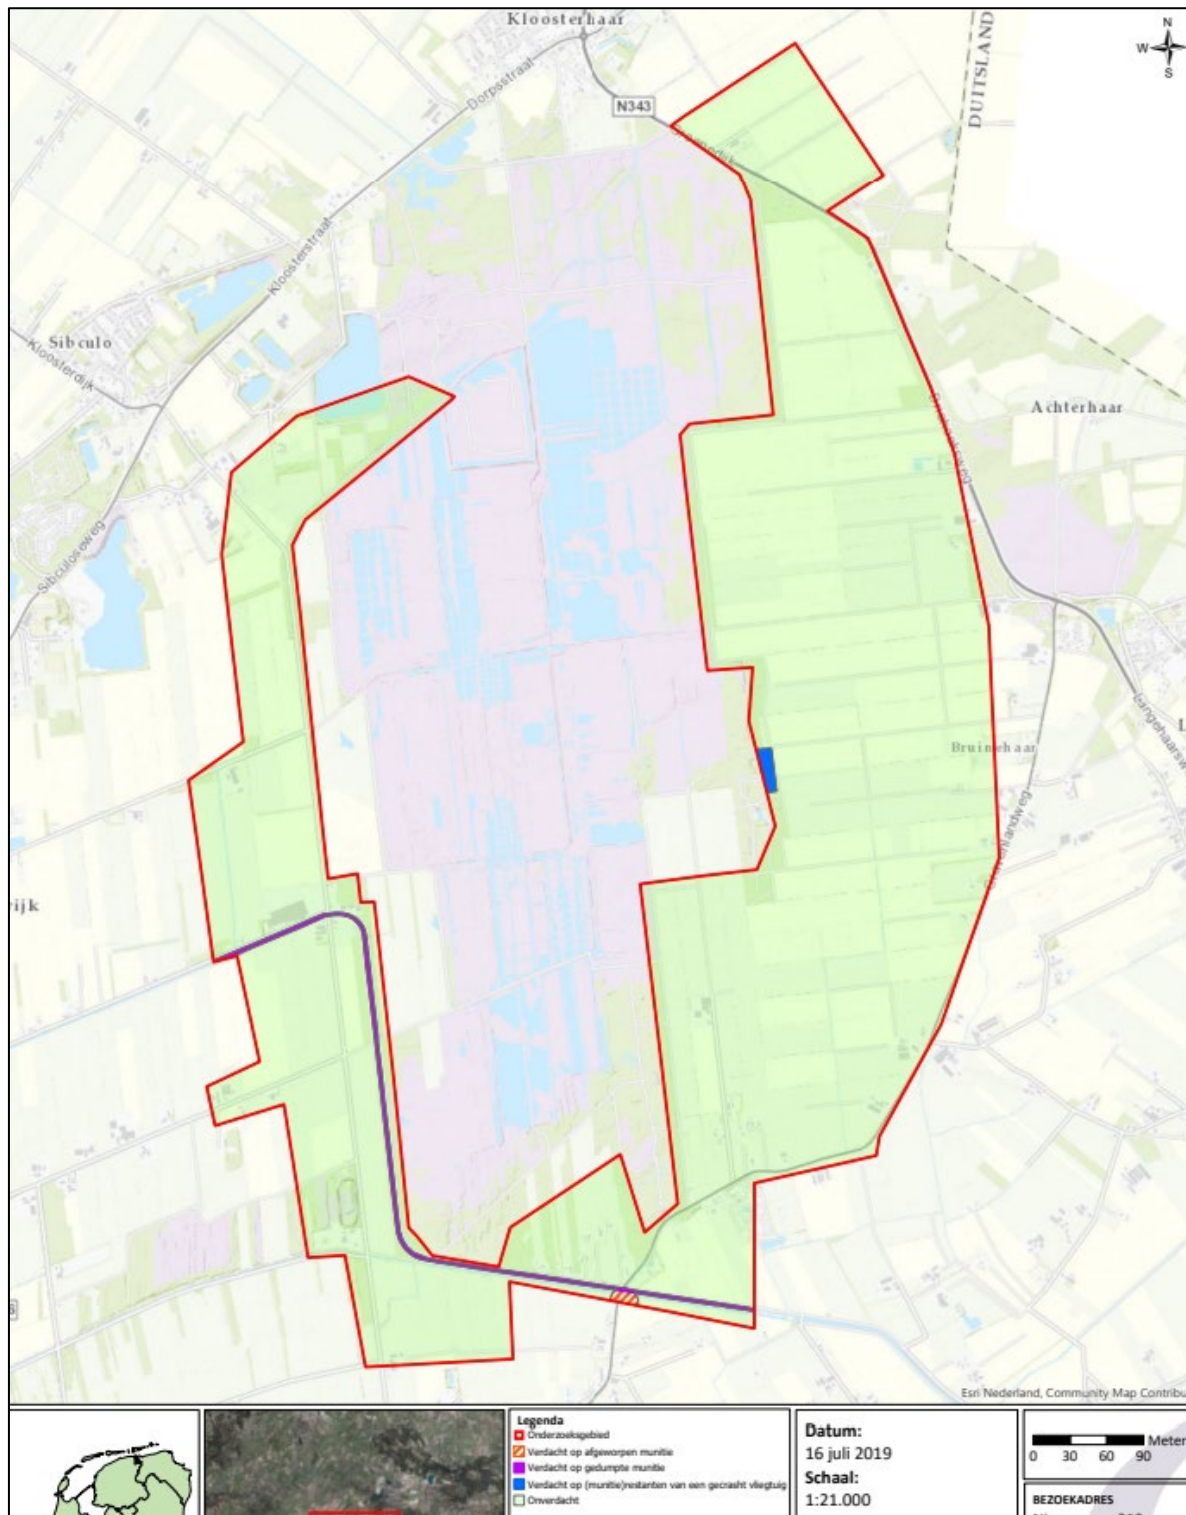 Kloosterhaar
DUITSLAND
N
W
S
Dorpsstraat
N343
Kloosterstraat
Sibculo
Kloosterdijk
Achterhaar
Sibculoseweg
Bruinehaar
L
rijk
Esri Nederland, Community Map Contribu
Legenda
Onderzoeksgebied
Verdacht op afgeworpen munitie
Verdacht op gedumpte munitie
Verdacht op (munitie)restanten van een gecrasht vliegtuig
Onverdacht
Datum:
16 juli 2019
Schaal:
1:21.000
Meter
0 30 60 90
BEZOEKADRES